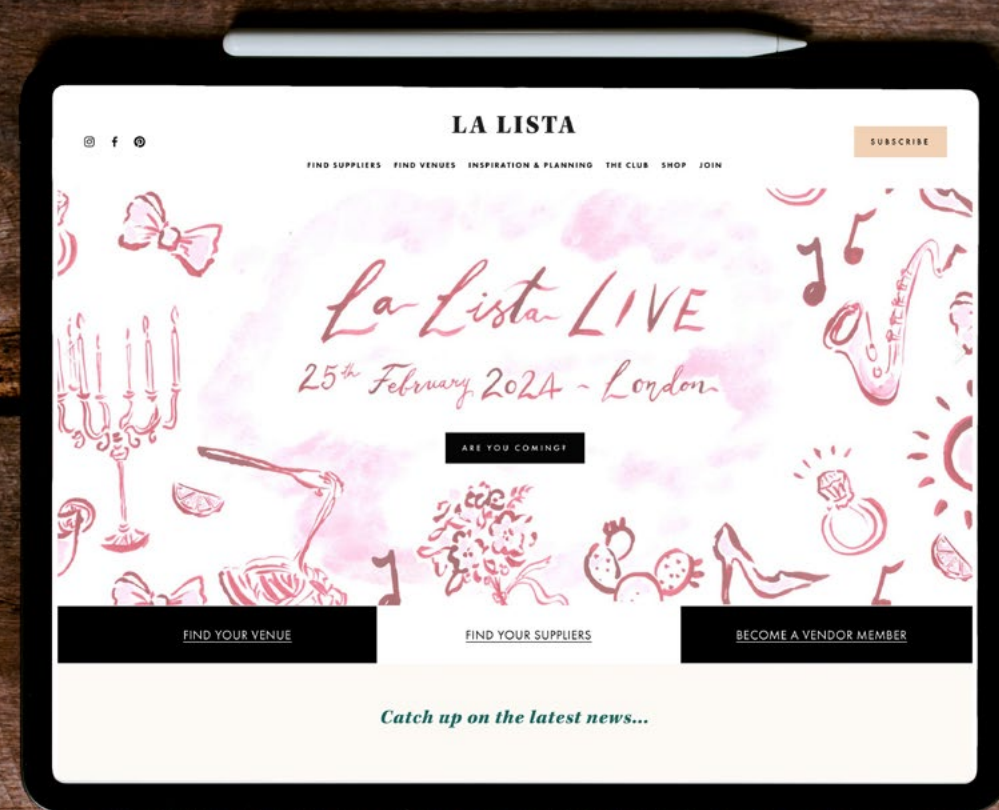 LA LISTA
SUBSCRIBE
FIND SUPPLIERS FIND VENUES INSPIRATION & PLANNING THE CLUB SHOP JOIN
La Lista LIVE
25th February 2024 ~ London
ARE YOU COMING?
FIND YOUR VENUE
FIND YOUR SUPPLIERS
BECOME A VENDOR MEMBER
Catch up on the latest news...